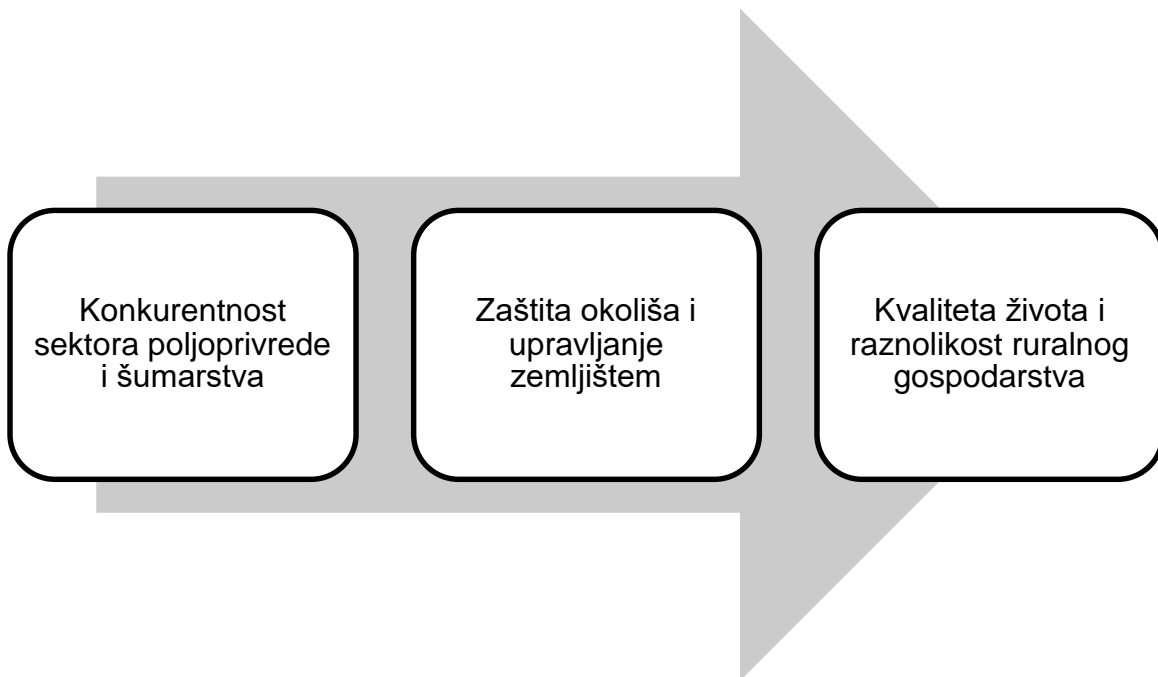 Konkurentnost
sektora poljoprivrede
i šumarstva
Zaštita okoliša i
upravljanje
zemljištem
Kvaliteta života i
raznolikost ruralnog
gospodarstva